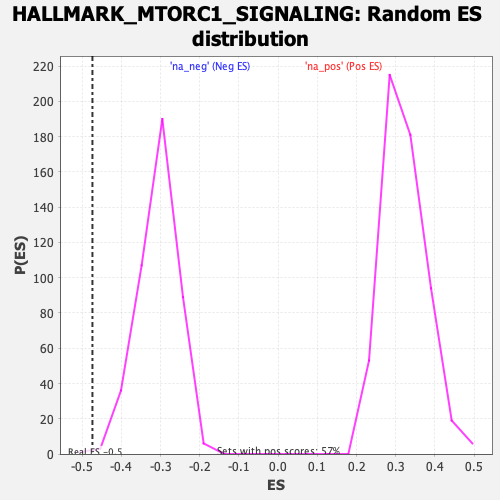 HALLMARK_MTORC1_SIGNALING: Random ES
distribution
'na_neg' (Neg ES) 'na_pos' (Pos ES)
220
200
180
160
140
120
100
80
60
40
20
0
P(ES)
Real ES -0.5
Sets with pos scores: 57%
-0.5 -0.4 -0.3 -0.2 -0.1 0.0 0.1 0.2 0.3 0.4 0.5
ES